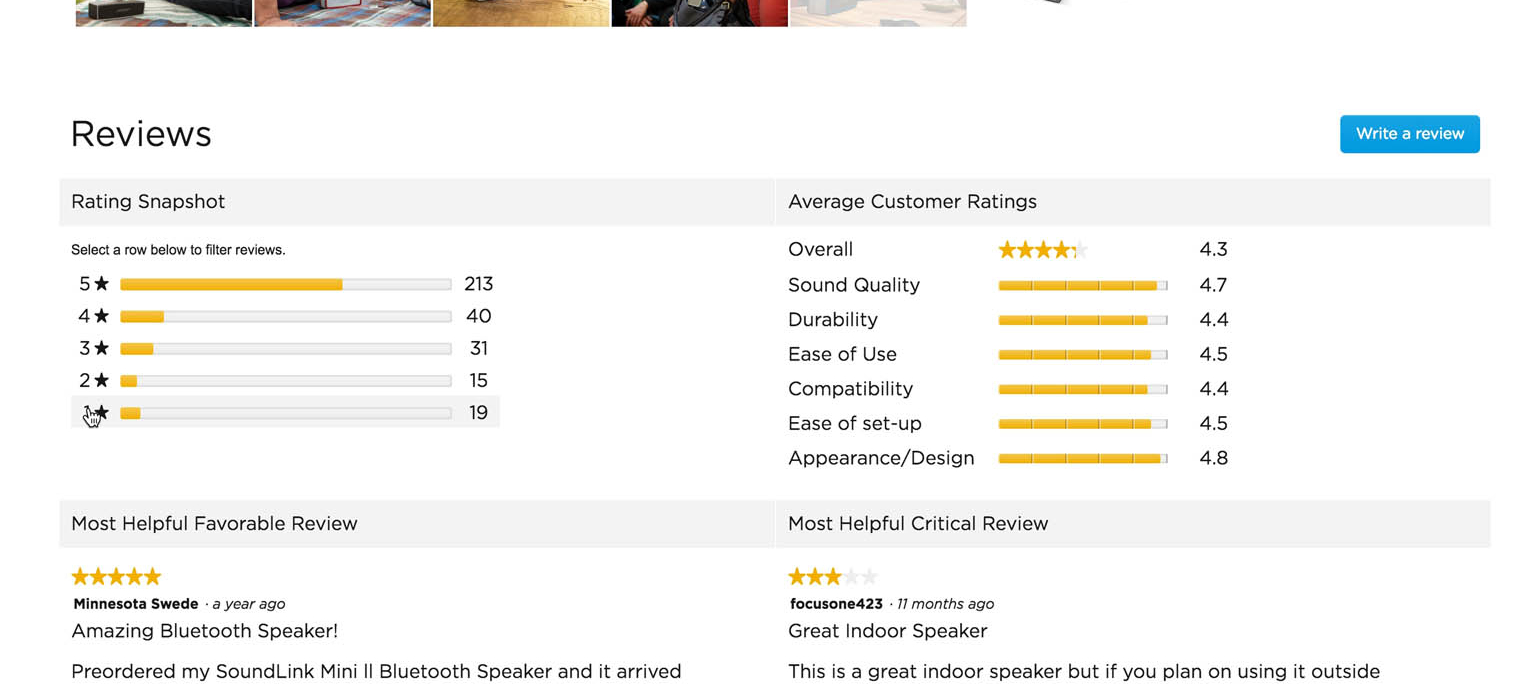 Reviews
Write a review
Rating Snapshot
Select a row below to filter reviews.
5★ 213
4★ 40
3★ 31
2★ 15
★ 19
Average Customer Ratings
Overall 4.3
Sound Quality 4.7
Durability 4.4
Ease of Use 4.5
Compatibility 4.4
Ease of set-up 4.5
Appearance/Design 4.8
Most Helpful Favorable Review
Minnesota Swede · a year ago
Amazing Bluetooth Speaker!
Preordered my SoundLink Mini ll Bluetooth Speaker and it arrived
Most Helpful Critical Review
focusone423 · 11 months ago
Great Indoor Speaker
This is a great indoor speaker but if you plan on using it outside